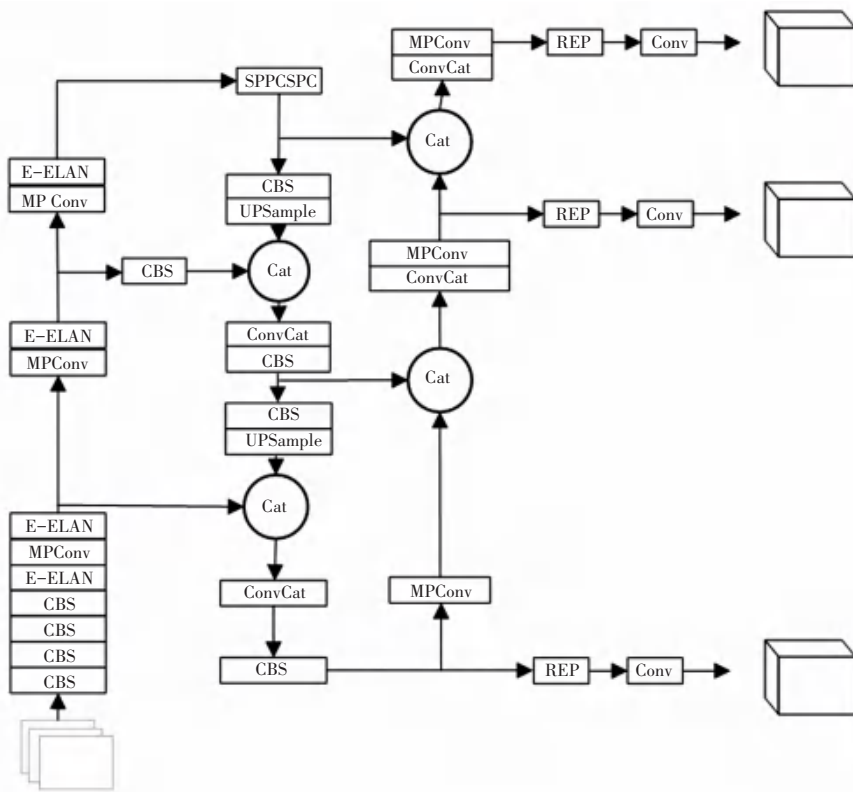 MPConv
ConvCat
REP
Conv
SPPCSPC
Cat
E-ELAN
MP Conv
CBS
UPSample
REP
Conv
MPConv
ConvCat
CBS
Cat
E-ELAN
MPConv
ConvCat
CBS
Cat
CBS
UPSample
Cat
E-ELAN
MPConv
E-ELAN
CBS
CBS
CBS
CBS
ConvCat
MPConv
CBS
REP
Conv